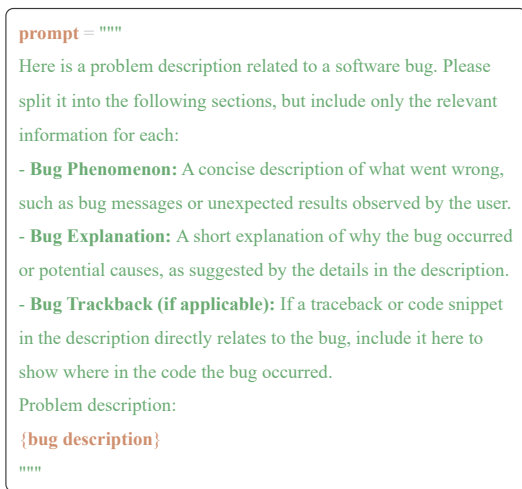 prompt = """
Here is a problem description related to a software bug. Please
split it into the following sections, but include only the relevant
information for each:
- Bug Phenomenon: A concise description of what went wrong,
such as bug messages or unexpected results observed by the user.
- Bug Explanation: A short explanation of why the bug occurred
or potential causes, as suggested by the details in the description.
- Bug Trackback (if applicable): If a traceback or code snippet
in the description directly relates to the bug, include it here to
show where in the code the bug occurred.
Problem description:
{bug description}
"""